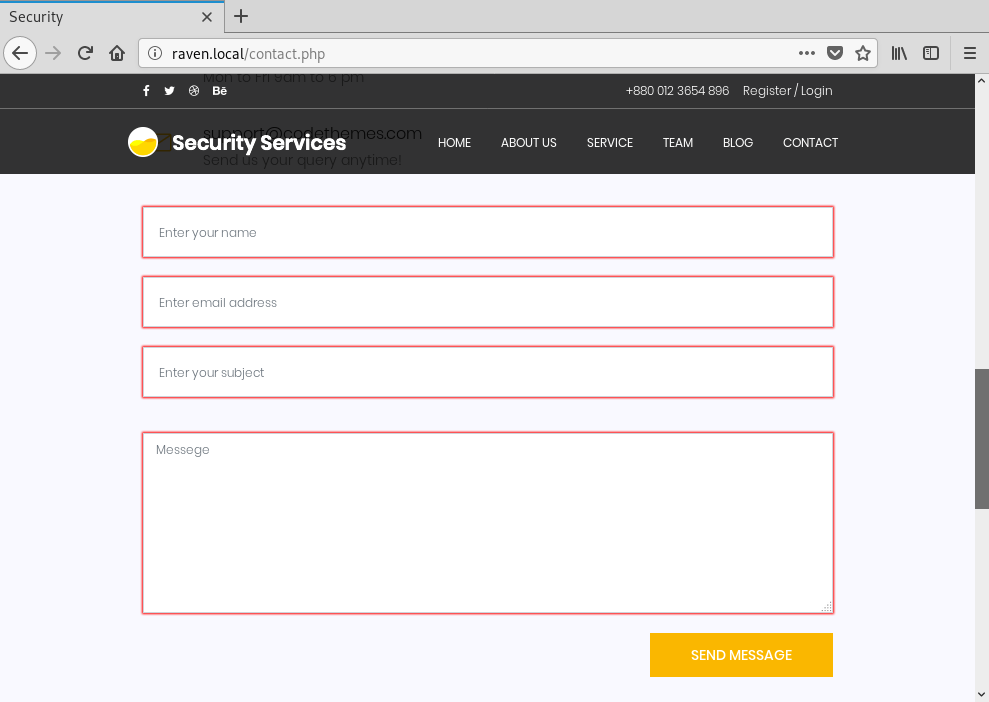 Security
raven.local/contact.php
Mon to Fri 9am to 6 pm
+880 012 3654 896 Register / Login
Bē
support@codethemes.com
Security Services
HOME ABOUT US SERVICE TEAM BLOG CONTACT
Send us your query anytime!
Enter your name
Enter email address
Enter your subject
Messege
SEND MESSAGE